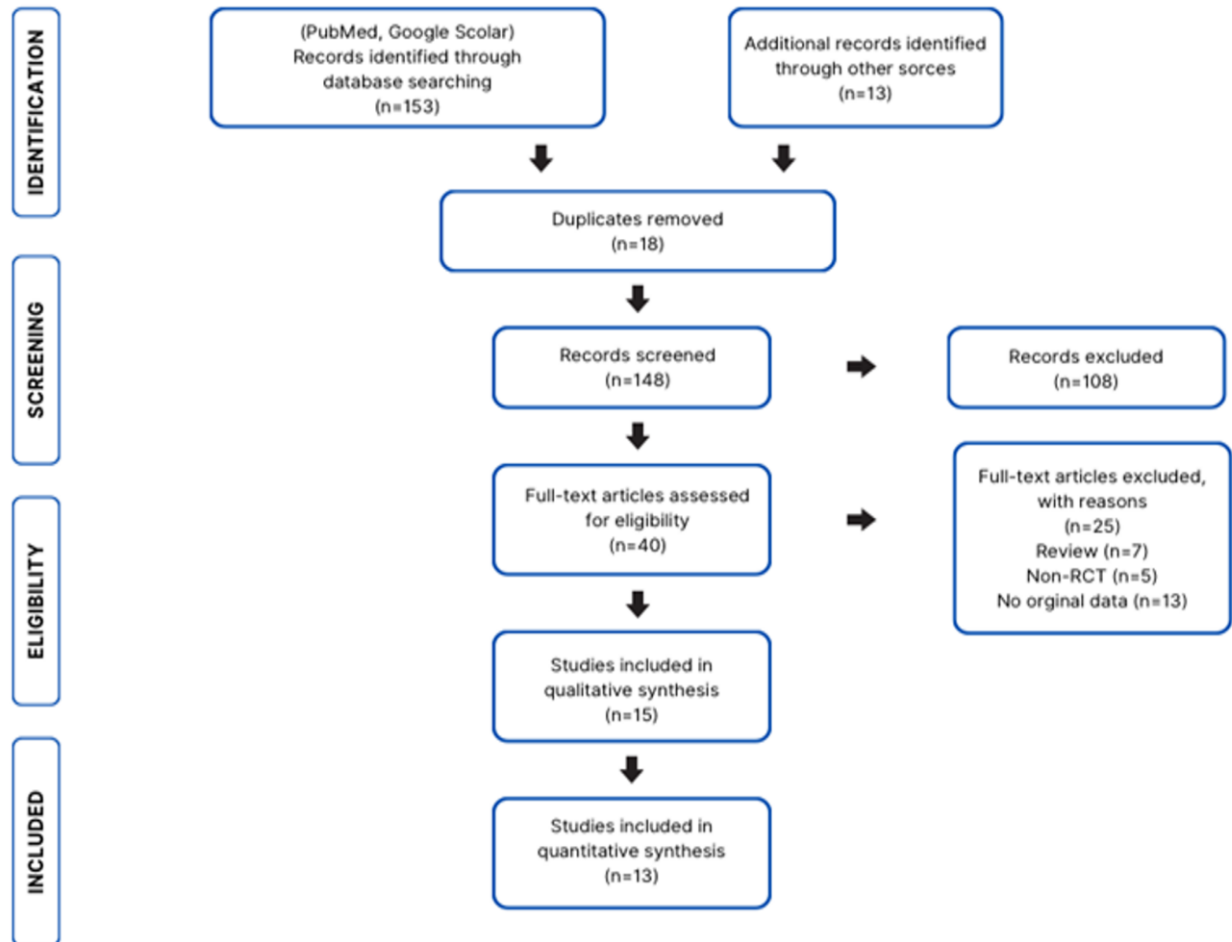 IDENTIFICATION
(PubMed, Google Scolar)
Records identified through
database searching
(n=153)
Additional records identified
through other sorces
(n=13)
Duplicates removed
(n=18)
SCREENING
Records screened
(n=148)
Records excluded
(n=108)
ELIGIBILITY
Full-text articles assessed
for eligibility
(n=40)
Full-text articles excluded,
with reasons
(n=25)
Review (n=7)
Non-RCT (n=5)
No orginal data (n=13)
Studies included in
qualitative synthesis
(n=15)
INCLUDED
Studies included in
quantitative synthesis
(n=13)